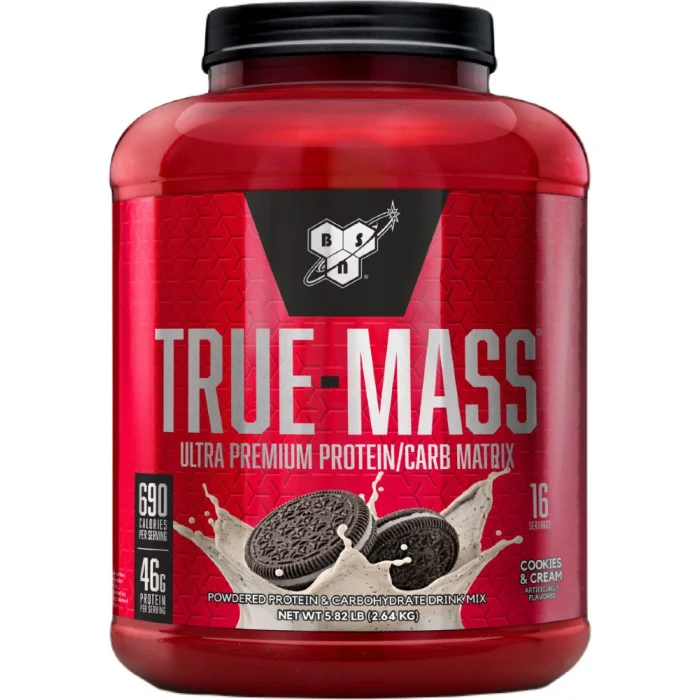 B S
n
®
TRUE-MASS®
ULTRA PREMIUM PROTEIN/CARB MATRIX
690
CALORIES
PER SERVING
46G
PROTEIN
PER SERVING
16
SERVINGS
COOKIES
& CREAM
ARTIFICIALLY
FLAVORED
POWDERED PROTEIN & CARBOHYDRATE DRINK MIX
NET WT 5.82 LB (2.64 KG)